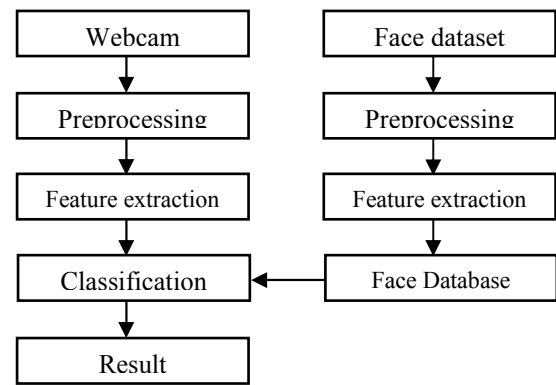 Webcam
Face dataset
Preprocessing
Preprocessing
Feature extraction
Feature extraction
Classification
Face Database
Result